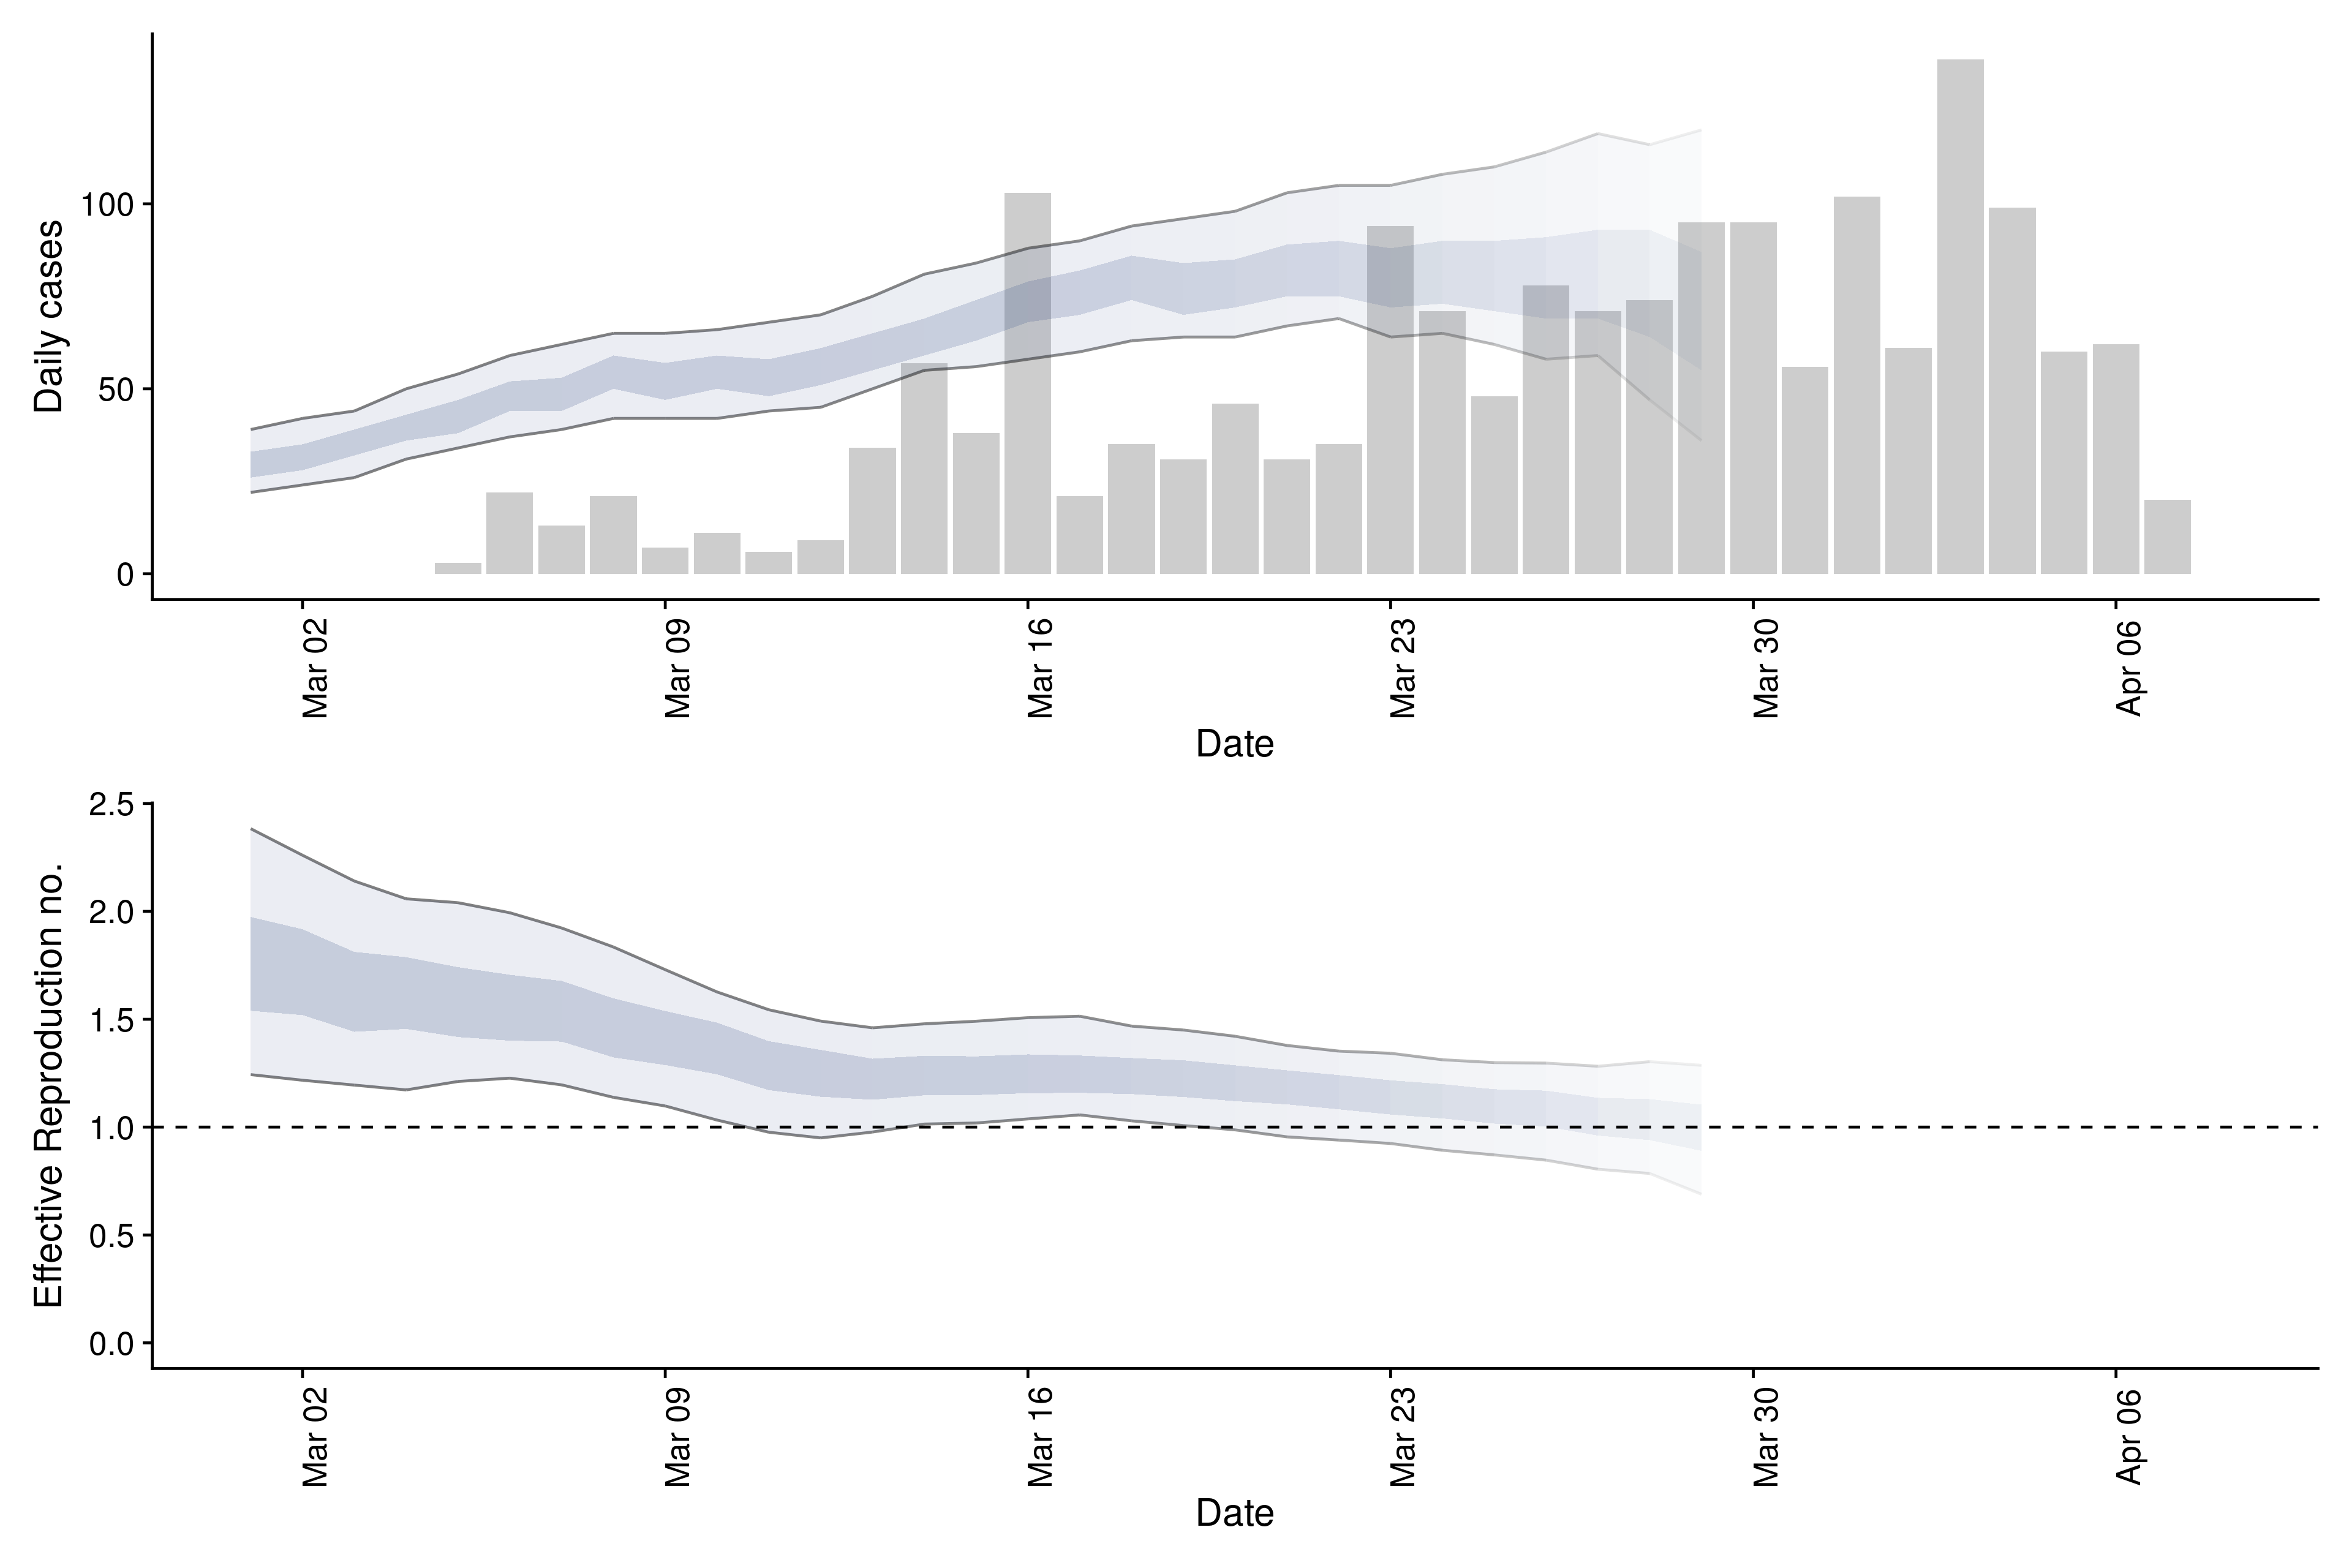 Daily cases
100
50
0
Mar 02
Mar 09
Mar 16
Mar 23
Mar 30
Apr 06
Date
Effective Reproduction no.
2.5
2.0
1.5
1.0
0.5
0.0
Mar 02
Mar 09
Mar 16
Mar 23
Mar 30
Apr 06
Date